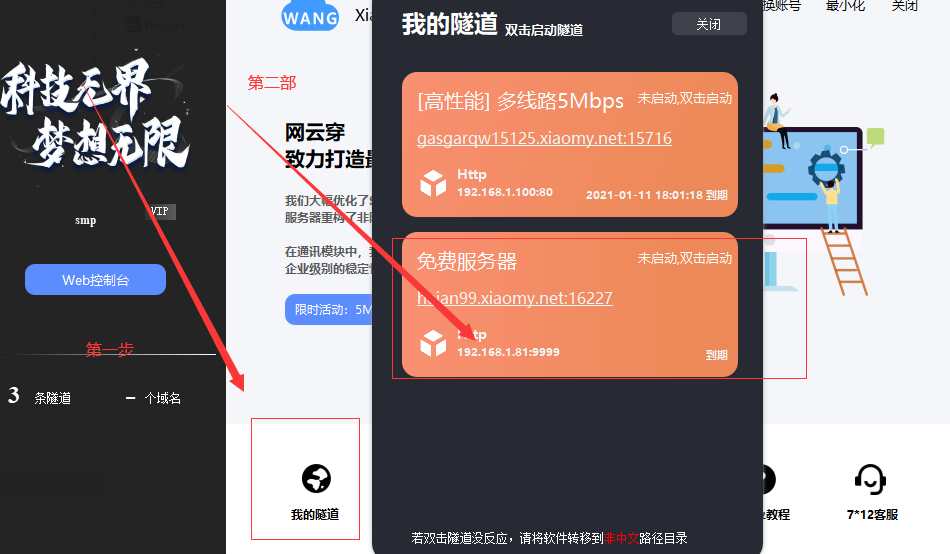 log
blog.jar
科技无界
梦想无限
smp
VIP
Web控制台
第一步
3 条隧道
一 个域名
WANG
Xia
换账号
最小化
关闭
第二部
网云穿
致力打造最
我们大幅优化了S
服务器重构了非
在通讯模块中,
企业级别的稳定
限时活动: 5M
我的隧道
我的隧道 双击启动隧道
关闭
[高性能] 多线路5Mbps
未启动,双击启动
gasgarqw15125.xiaomy.net:15716
Http
192.168.1.100:80
2021-01-11 18:01:18 到期
免费服务器
未启动,双击启动
xiaomy.net:16227
Http
192.168.1.81:9999
到期
若双击隧道没反应，请将软件转移到非中文路径目录
教程
7*12客服